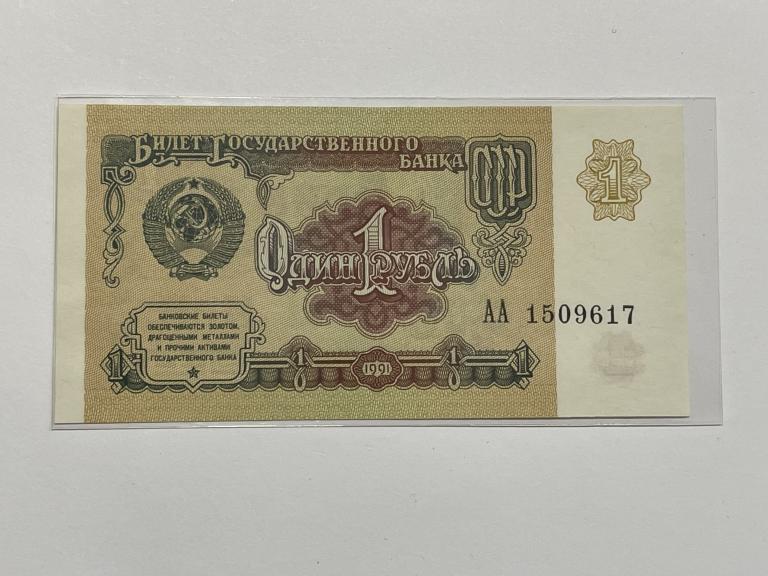 БИЛЕТ ГОСУДАРСТВЕННОГО
БАНКА
СССР
1
ОДИН 1 РУБЛЬ
АА 1509617
БАНКОВСКИЕ БИЛЕТЫ
ОБЕСПЕЧИВАЮТСЯ ЗОЛОТОМ,
ДРАГОЦЕННЫМИ МЕТАЛЛАМИ
И ПРОЧИМИ АКТИВАМИ
ГОСУДАРСТВЕННОГО БАНКА
1 1 1991 1 1